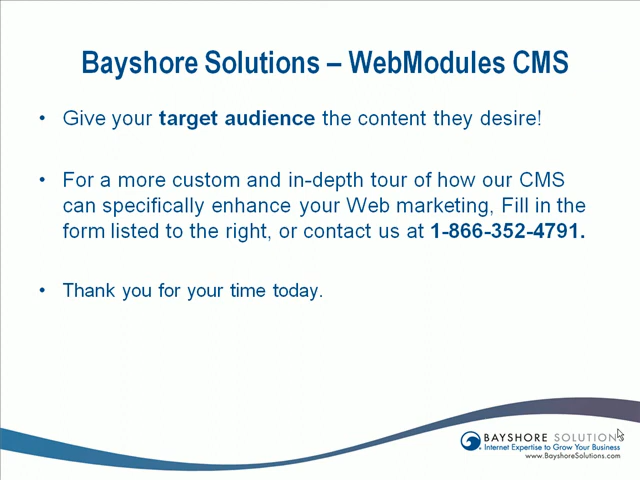 Bayshore Solutions – WebModules CMS
• Give your target audience the content they desire!
• For a more custom and in-depth tour of how our CMS
can specifically enhance your Web marketing, Fill in the
form listed to the right, or contact us at 1-866-352-4791.
• Thank you for your time today.
BAYSHORE SOLUTIONS
Internet Expertise to Grow Your Business
www.BayshoreSolutions.com